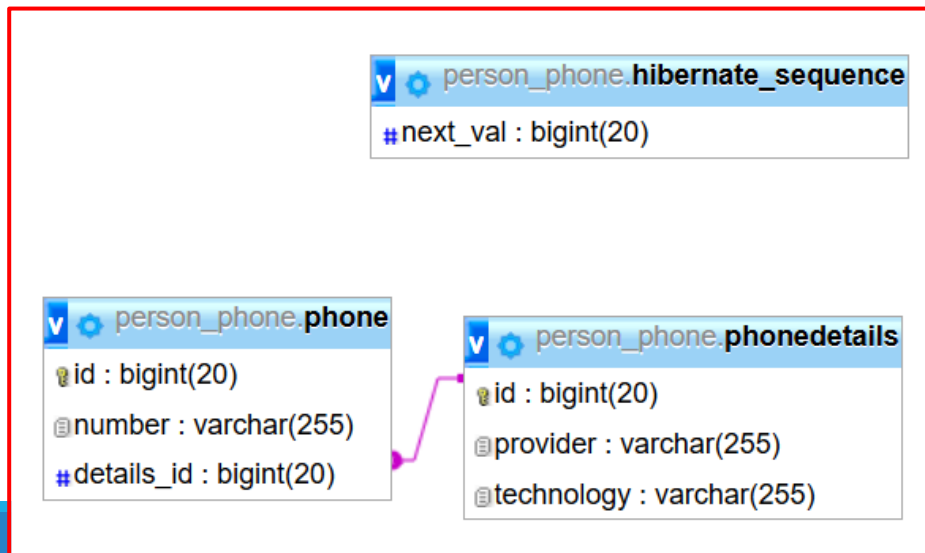 v person_phone.hibernate_sequence
#next_val : bigint(20)
v person_phone.phone
id : bigint(20)
number : varchar(255)
#details_id : bigint(20)
v person_phone.phonedetails
id : bigint(20)
provider : varchar(255)
technology : varchar(255)